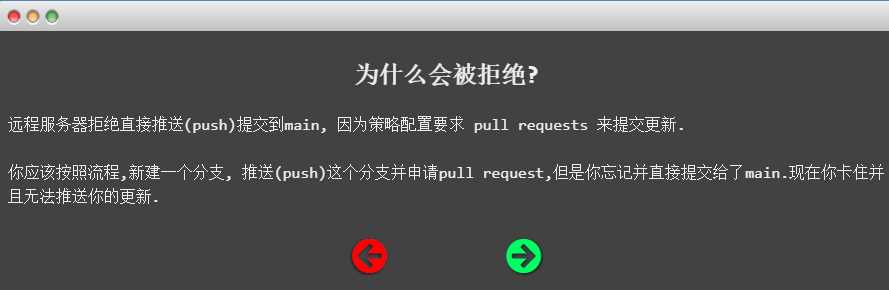 为什么会被拒绝?
远程服务器拒绝直接推送(push)提交到main, 因为策略配置要求 pull requests 来提交更新.
你应该按照流程,新建一个分支, 推送(push)这个分支并申请pull request,但是你忘记并直接提交给了main.现在你卡住并
且无法推送你的更新.